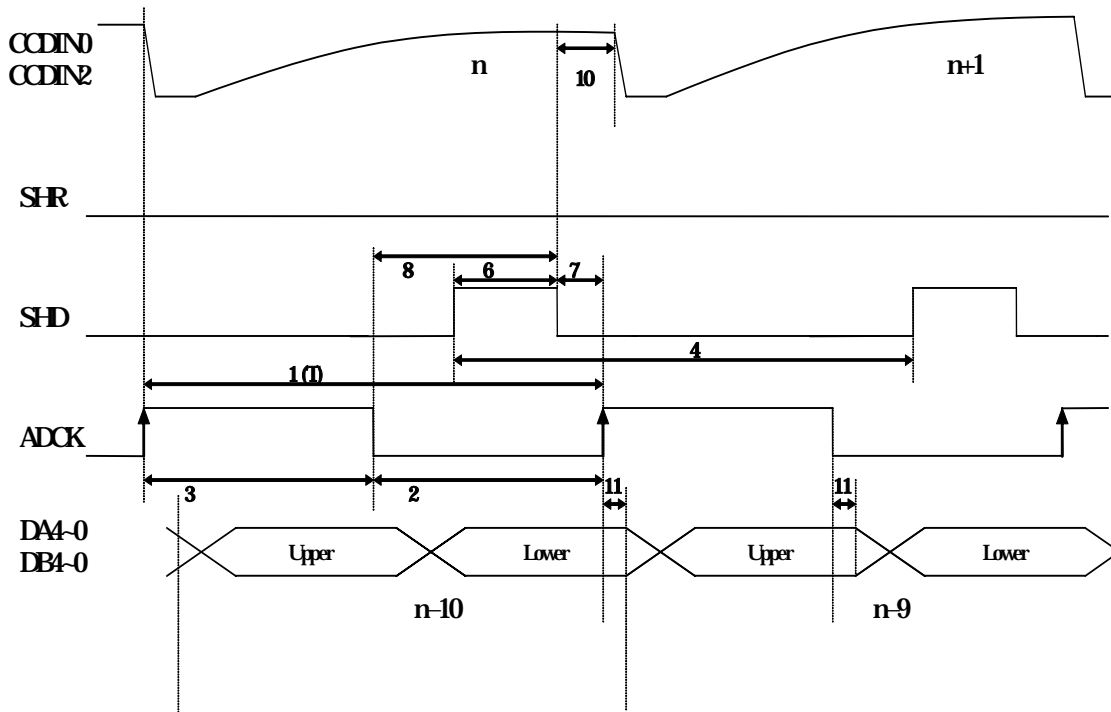 CCDIN0
CCDIN2
n
10
n+1
SHR
8
6
7
SHD
4
1 (T)
ADCK
3
2
11
11
DA4~0
DB4~0
Upper
Lower
Upper
Lower
n-10
n-9